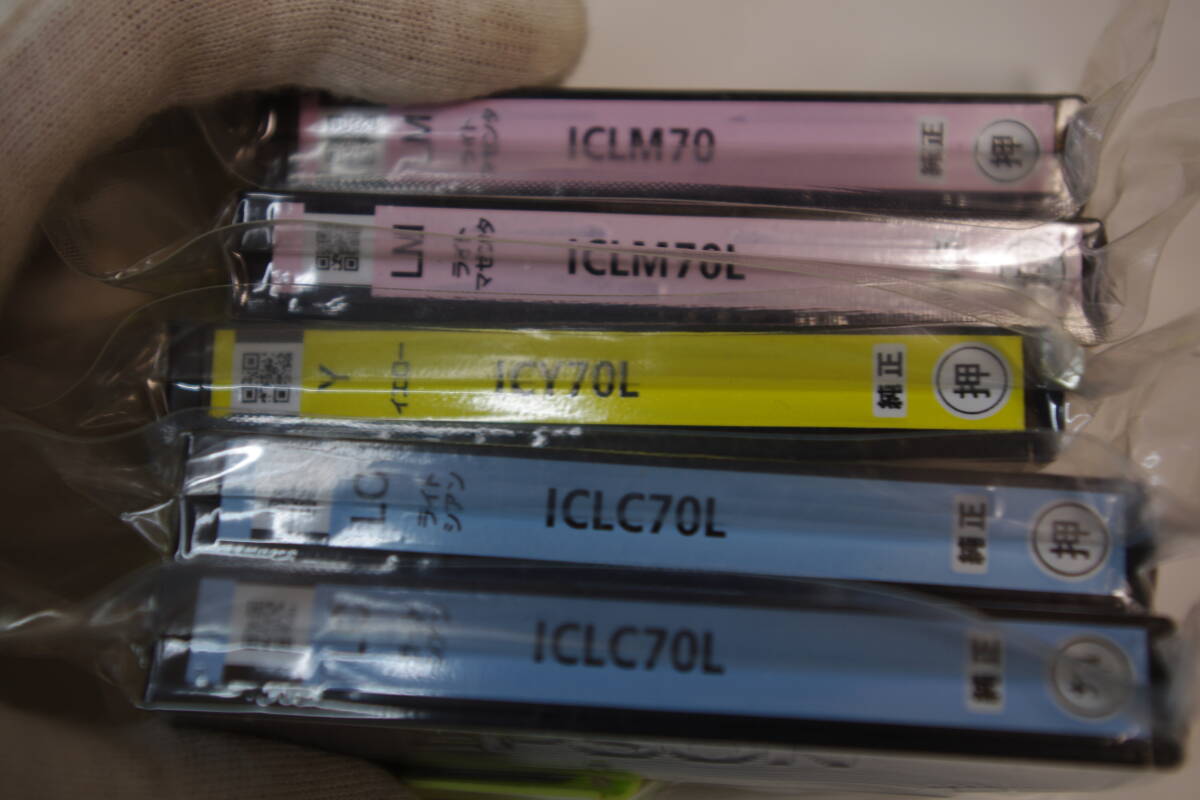 LM
ライト
マゼンタ
ICLM70
純正
押
LM
ライト
マゼンタ
ICLM70L
Y
イエロー
ICY70L
純正
押
LC
ライト
シアン
ICLC70L
純正
押
ICLC70L
純正
EPSON